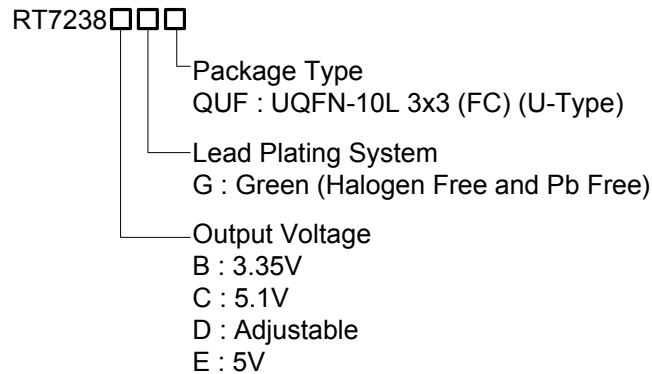 RT7238□□□
Package Type
QUF : UQFN-10L 3x3 (FC) (U-Type)
Lead Plating System
G : Green (Halogen Free and Pb Free)
Output Voltage
B : 3.35V
C : 5.1V
D : Adjustable
E : 5V